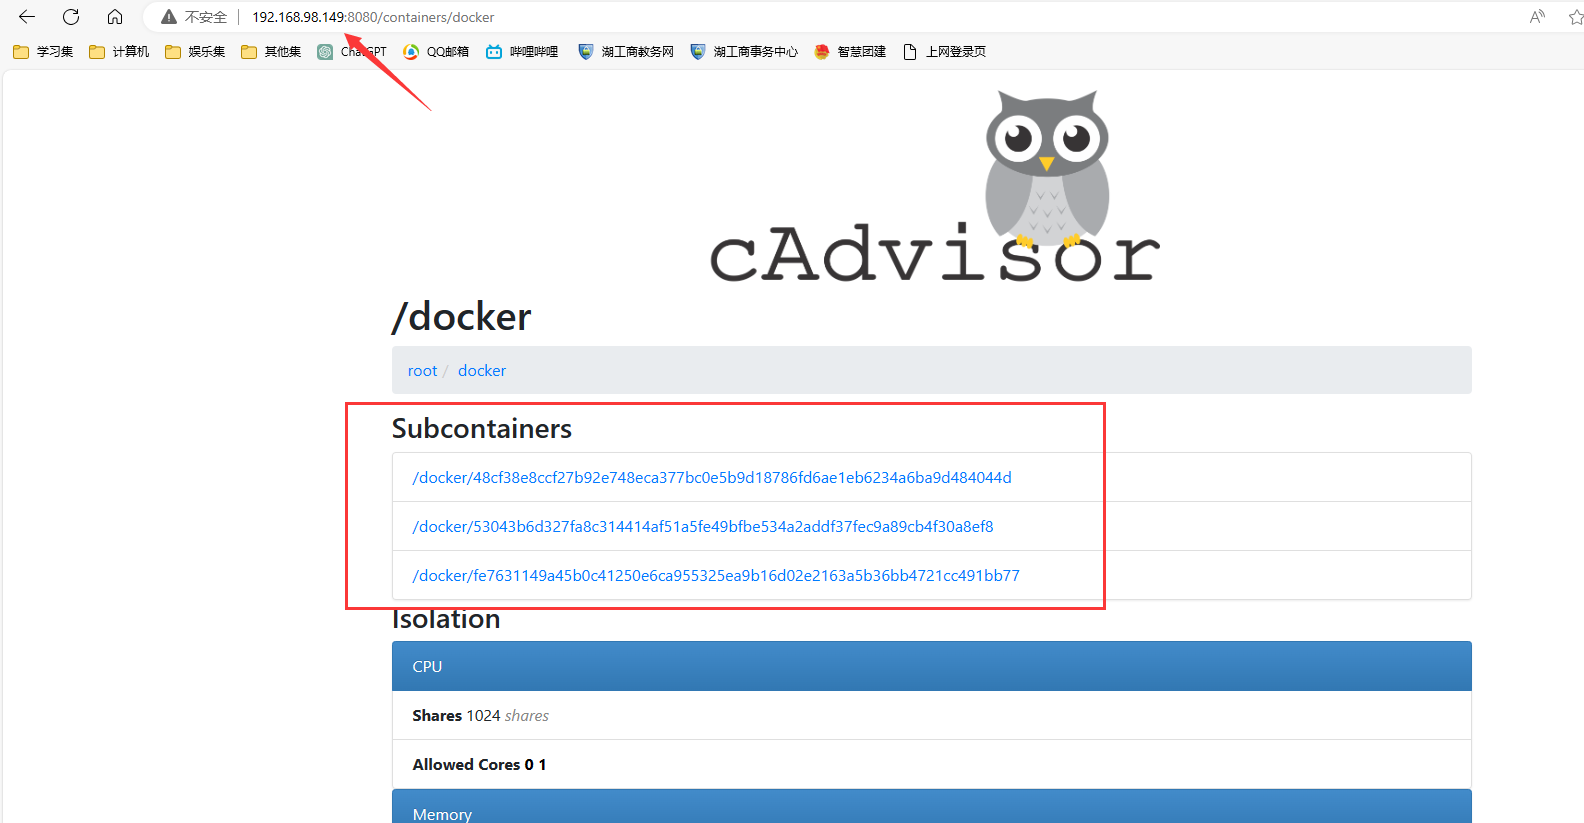 不安全 192.168.98.149:8080/containers/docker
学习集 计算机 娱乐集 其他集 ChatGPT QQ邮箱 哔哩哔哩 湖工商教务网 湖工商事务中心 智慧团建 上网登录页
cAdvisor
/docker
root / docker
Subcontainers
/docker/48cf38e8ccf27b92e748eca377bc0e5b9d18786fd6ae1eb6234a6ba9d484044d
/docker/53043b6d327fa8c314414af51a5fe49bfbe534a2addf37fec9a89cb4f30a8ef8
/docker/fe7631149a45b0c41250e6ca955325ea9b16d02e2163a5b36bb4721cc491bb77
Isolation
CPU
Shares 1024 shares
Allowed Cores 0 1
Memory